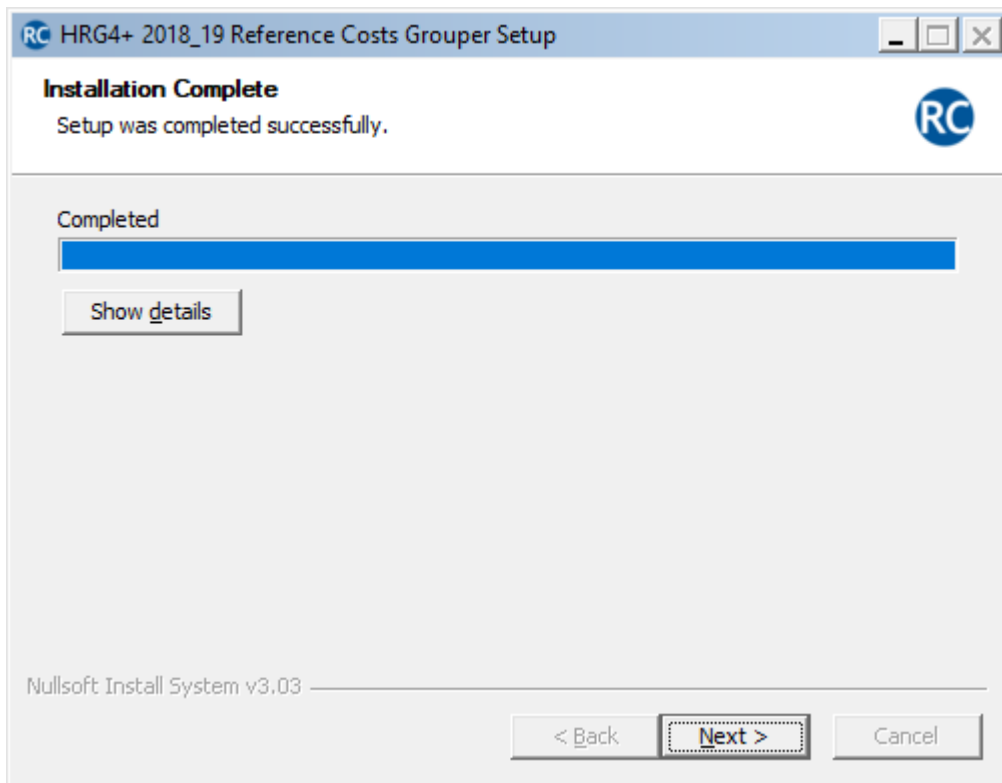 RC HRG4+ 2018_19 Reference Costs Grouper Setup
Installation Complete
Setup was completed successfully.
RC
Completed
Show details
Nullsoft Install System v3.03
< Back Next > Cancel